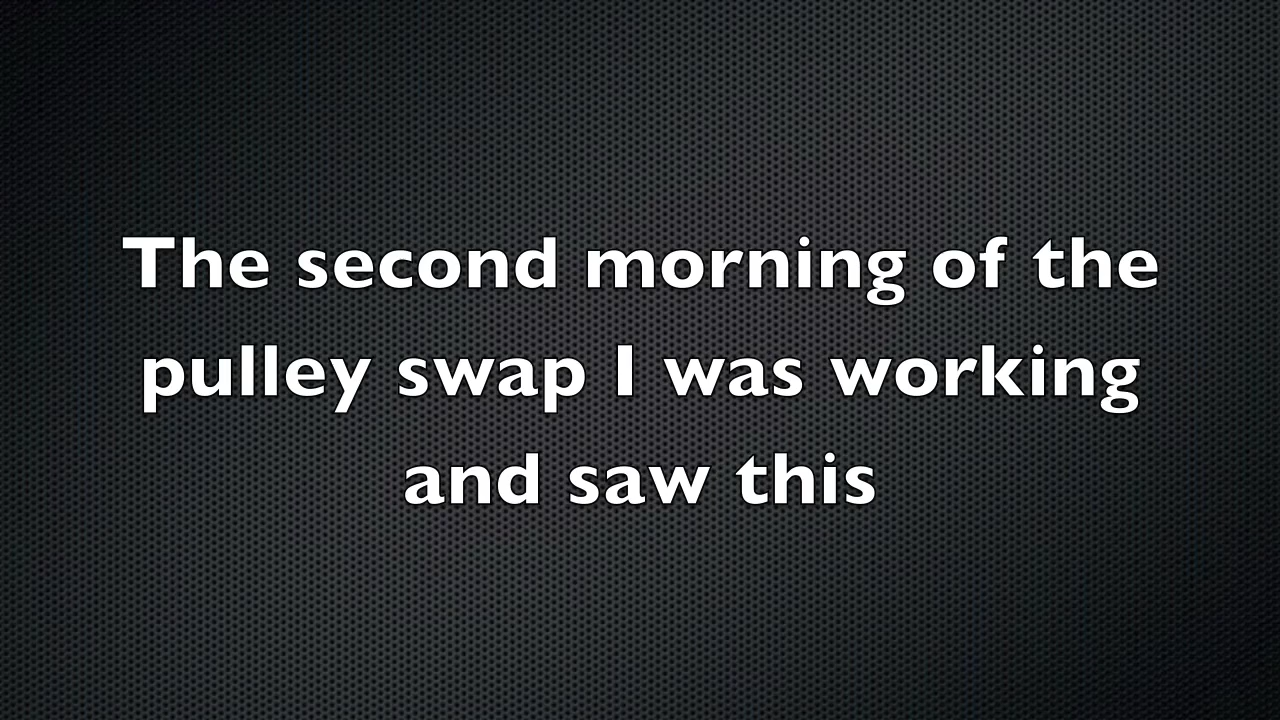 The second morning of the
pulley swap I was working
and saw this